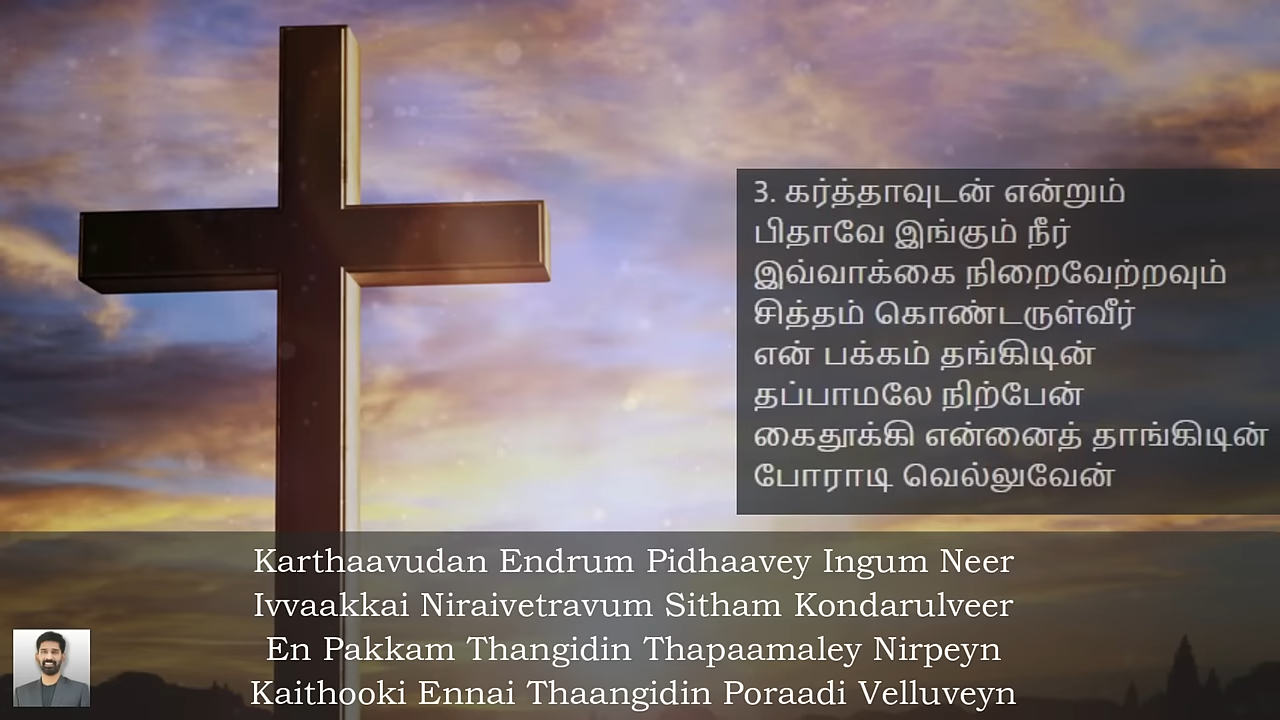 3. கர்த்தாவுடன் என்றும்
பிதாவே இங்கும் நீர்
இவ்வாக்கை நிறைவேற்றவும்
சித்தம் கொண்டருள்வீர்
என் பக்கம் தங்கிடின்
தப்பாமலே நிற்பேன்
கைதூக்கி என்னைத் தாங்கிடின்
போராடி வெல்லுவேன்
Karthaavudan Endrum Pidhaavey Ingum Neer
Ivvaakkai Niraivetravum Sitham Kondarulveer
En Pakkam Thangidin Thapaamaley Nirpeyn
Kaithooki Ennai Thaangidin Poraadi Velluveyn